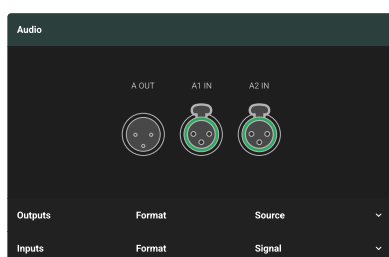 Audio
A OUT A1 IN A2 IN
Outputs Format Source
Inputs Format Signal